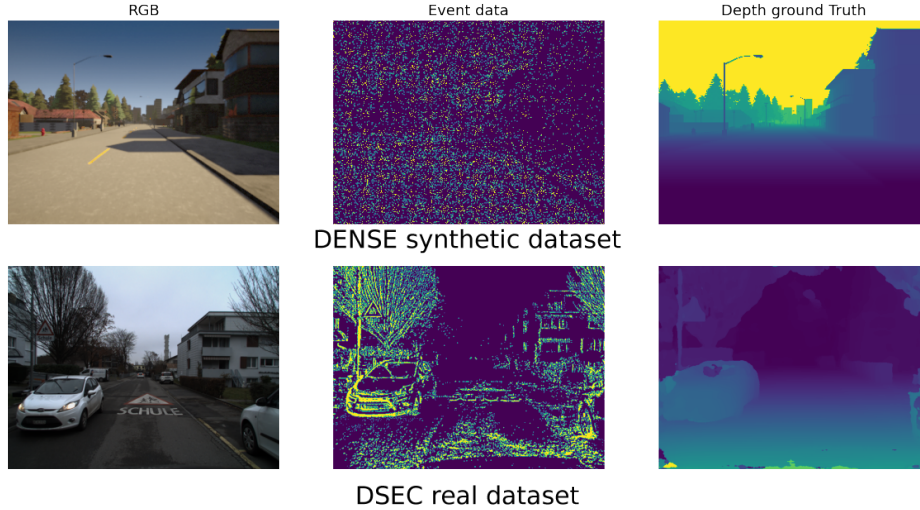 RGB
Event data
Depth ground Truth
DENSE synthetic dataset
SCHULE
DSEC real dataset